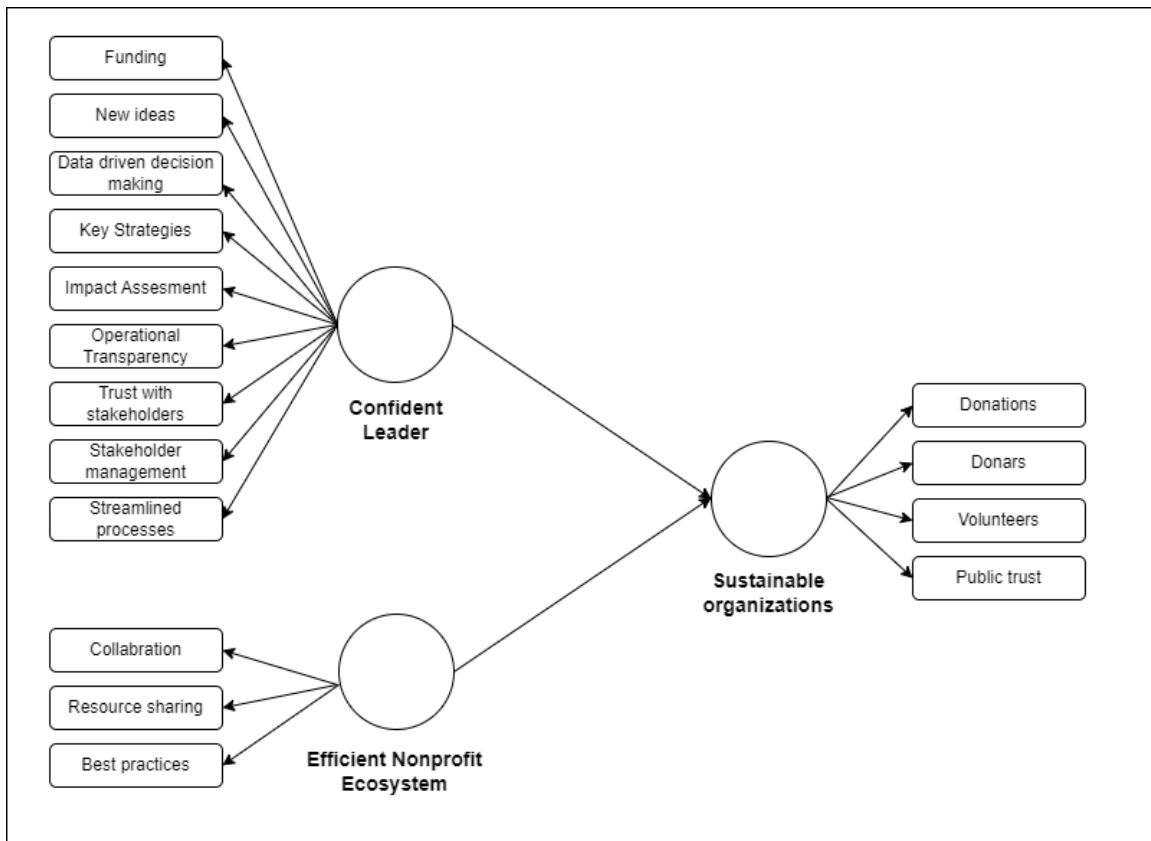 Funding
New ideas
Data driven decision
making
Key Strategies
Impact Assesment
Operational
Transparency
Trust with
stakeholders
Stakeholder
management
Streamlined
processes
Confident
Leader
Collabration
Resource sharing
Best practices
Efficient Nonprofit
Ecosystem
Sustainable
organizations
Donations
Donars
Volunteers
Public trust